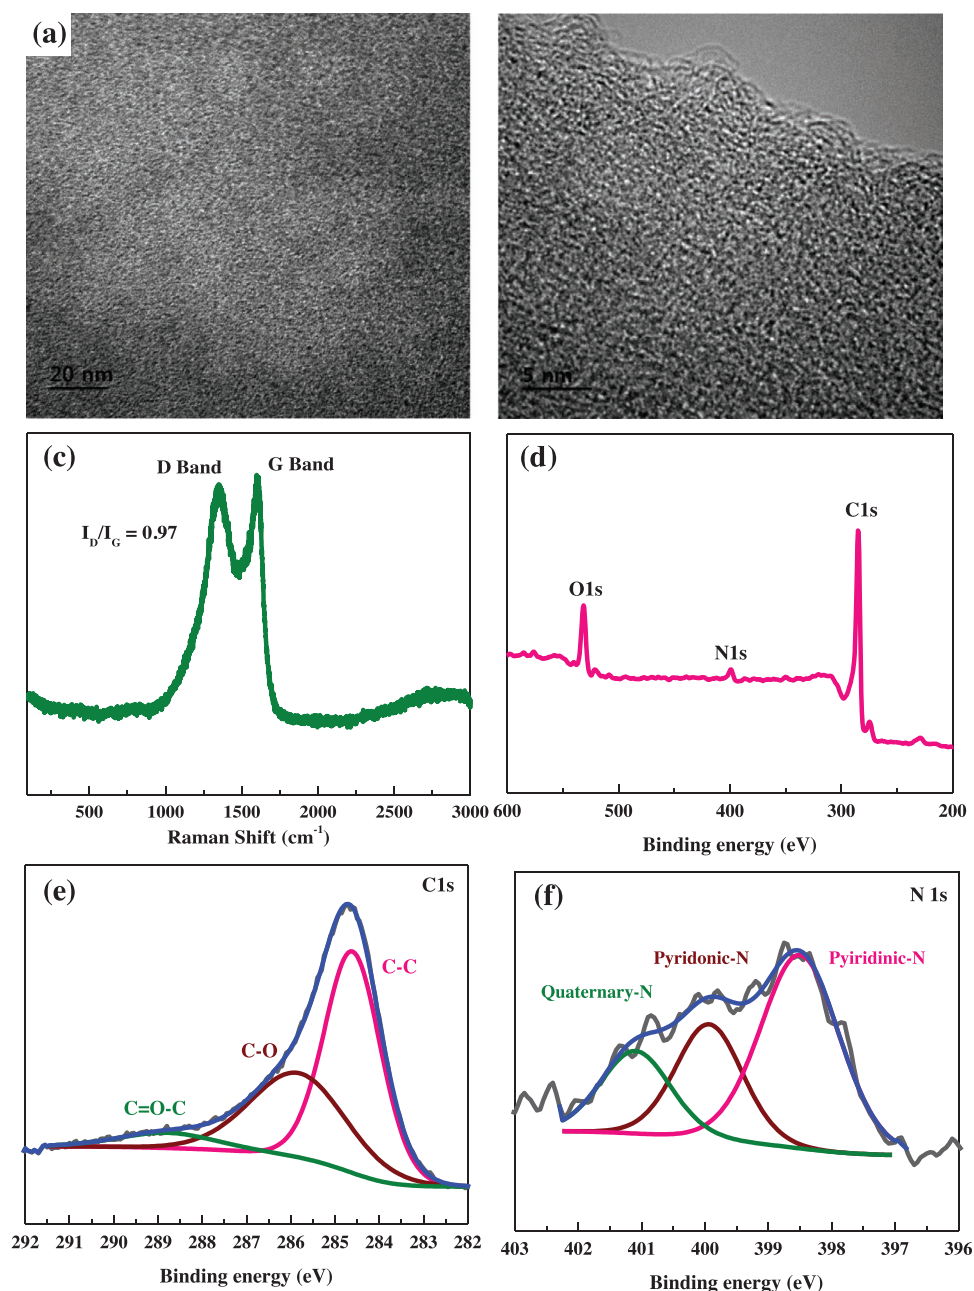 (a)
20 nm
5 nm
(c)
D Band
G Band
I_D/I_G = 0.97
500 1000 1500 2000 2500 3000
Raman Shift (cm⁻¹)
(d)
C1s
O1s
N1s
600 500 400 300 200
Binding energy (eV)
(e)
C1s
C-C
C-O
C=O-C
292 291 290 289 288 287 286 285 284 283 282
Binding energy (eV)
(f)
N 1s
Pyridonic-N
Pyiridinic-N
Quaternary-N
403 402 401 400 399 398 397 396
Binding energy (eV)